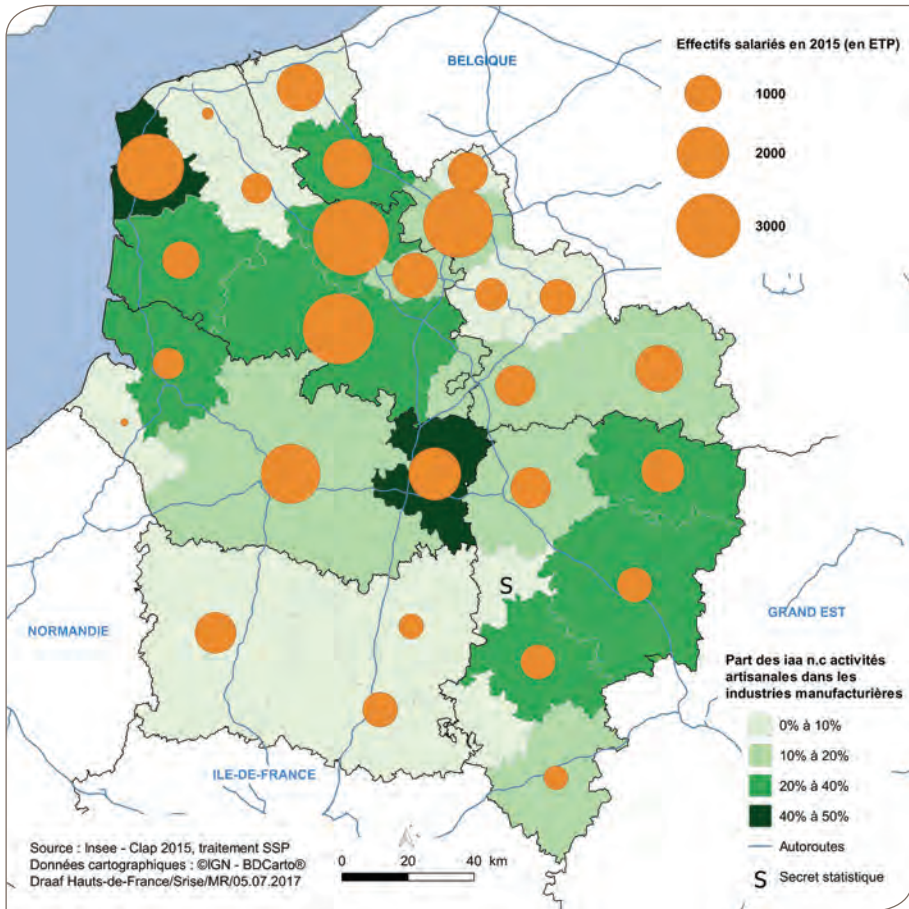 BELGIQUE
Effectifs salariés en 2015 (en ETP)
1000
2000
3000
S
NORMANDIE
GRAND EST
ILE-DE-FRANCE
Part des iaa n.c activités
artisanales dans les
industries manufacturières
0% à 10%
10% à 20%
20% à 40%
40% à 50%
Autoroutes
S Secret statistique
Source : Insee - Clap 2015, traitement SSP
Données cartographiques : ©IGN - BDCarto®
Draaf Hauts-de-France/Srise/MR/05.07.2017
0 20 40 km